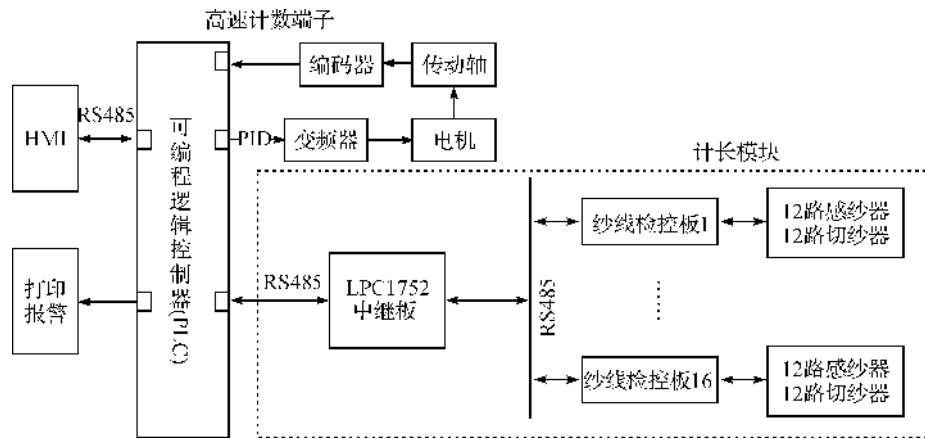 高速计数端子
编码器
传动轴
HMI
RS485
PID
变频器
电机
可编程逻辑控制器(PLC)
计长模块
纱线检控板1
12路感纱器
12路切纱器
打印
报警
RS485
LPC1752
中继板
RS485
……
纱线检控板16
12路感纱器
12路切纱器